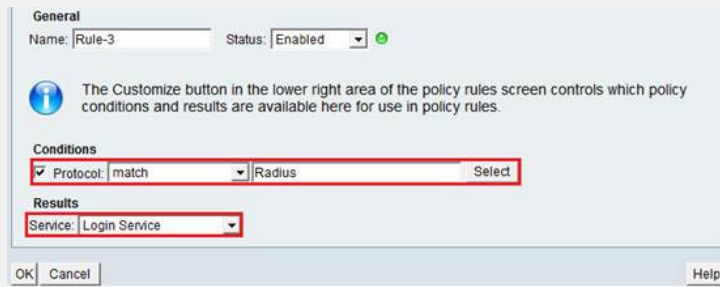 General
Name: Rule-3 Status: Enabled
The Customize button in the lower right area of the policy rules screen controls which policy
conditions and results are available here for use in policy rules.
Conditions
Protocol: match Radius Select
Results
Service: Login Service
OK Cancel Help